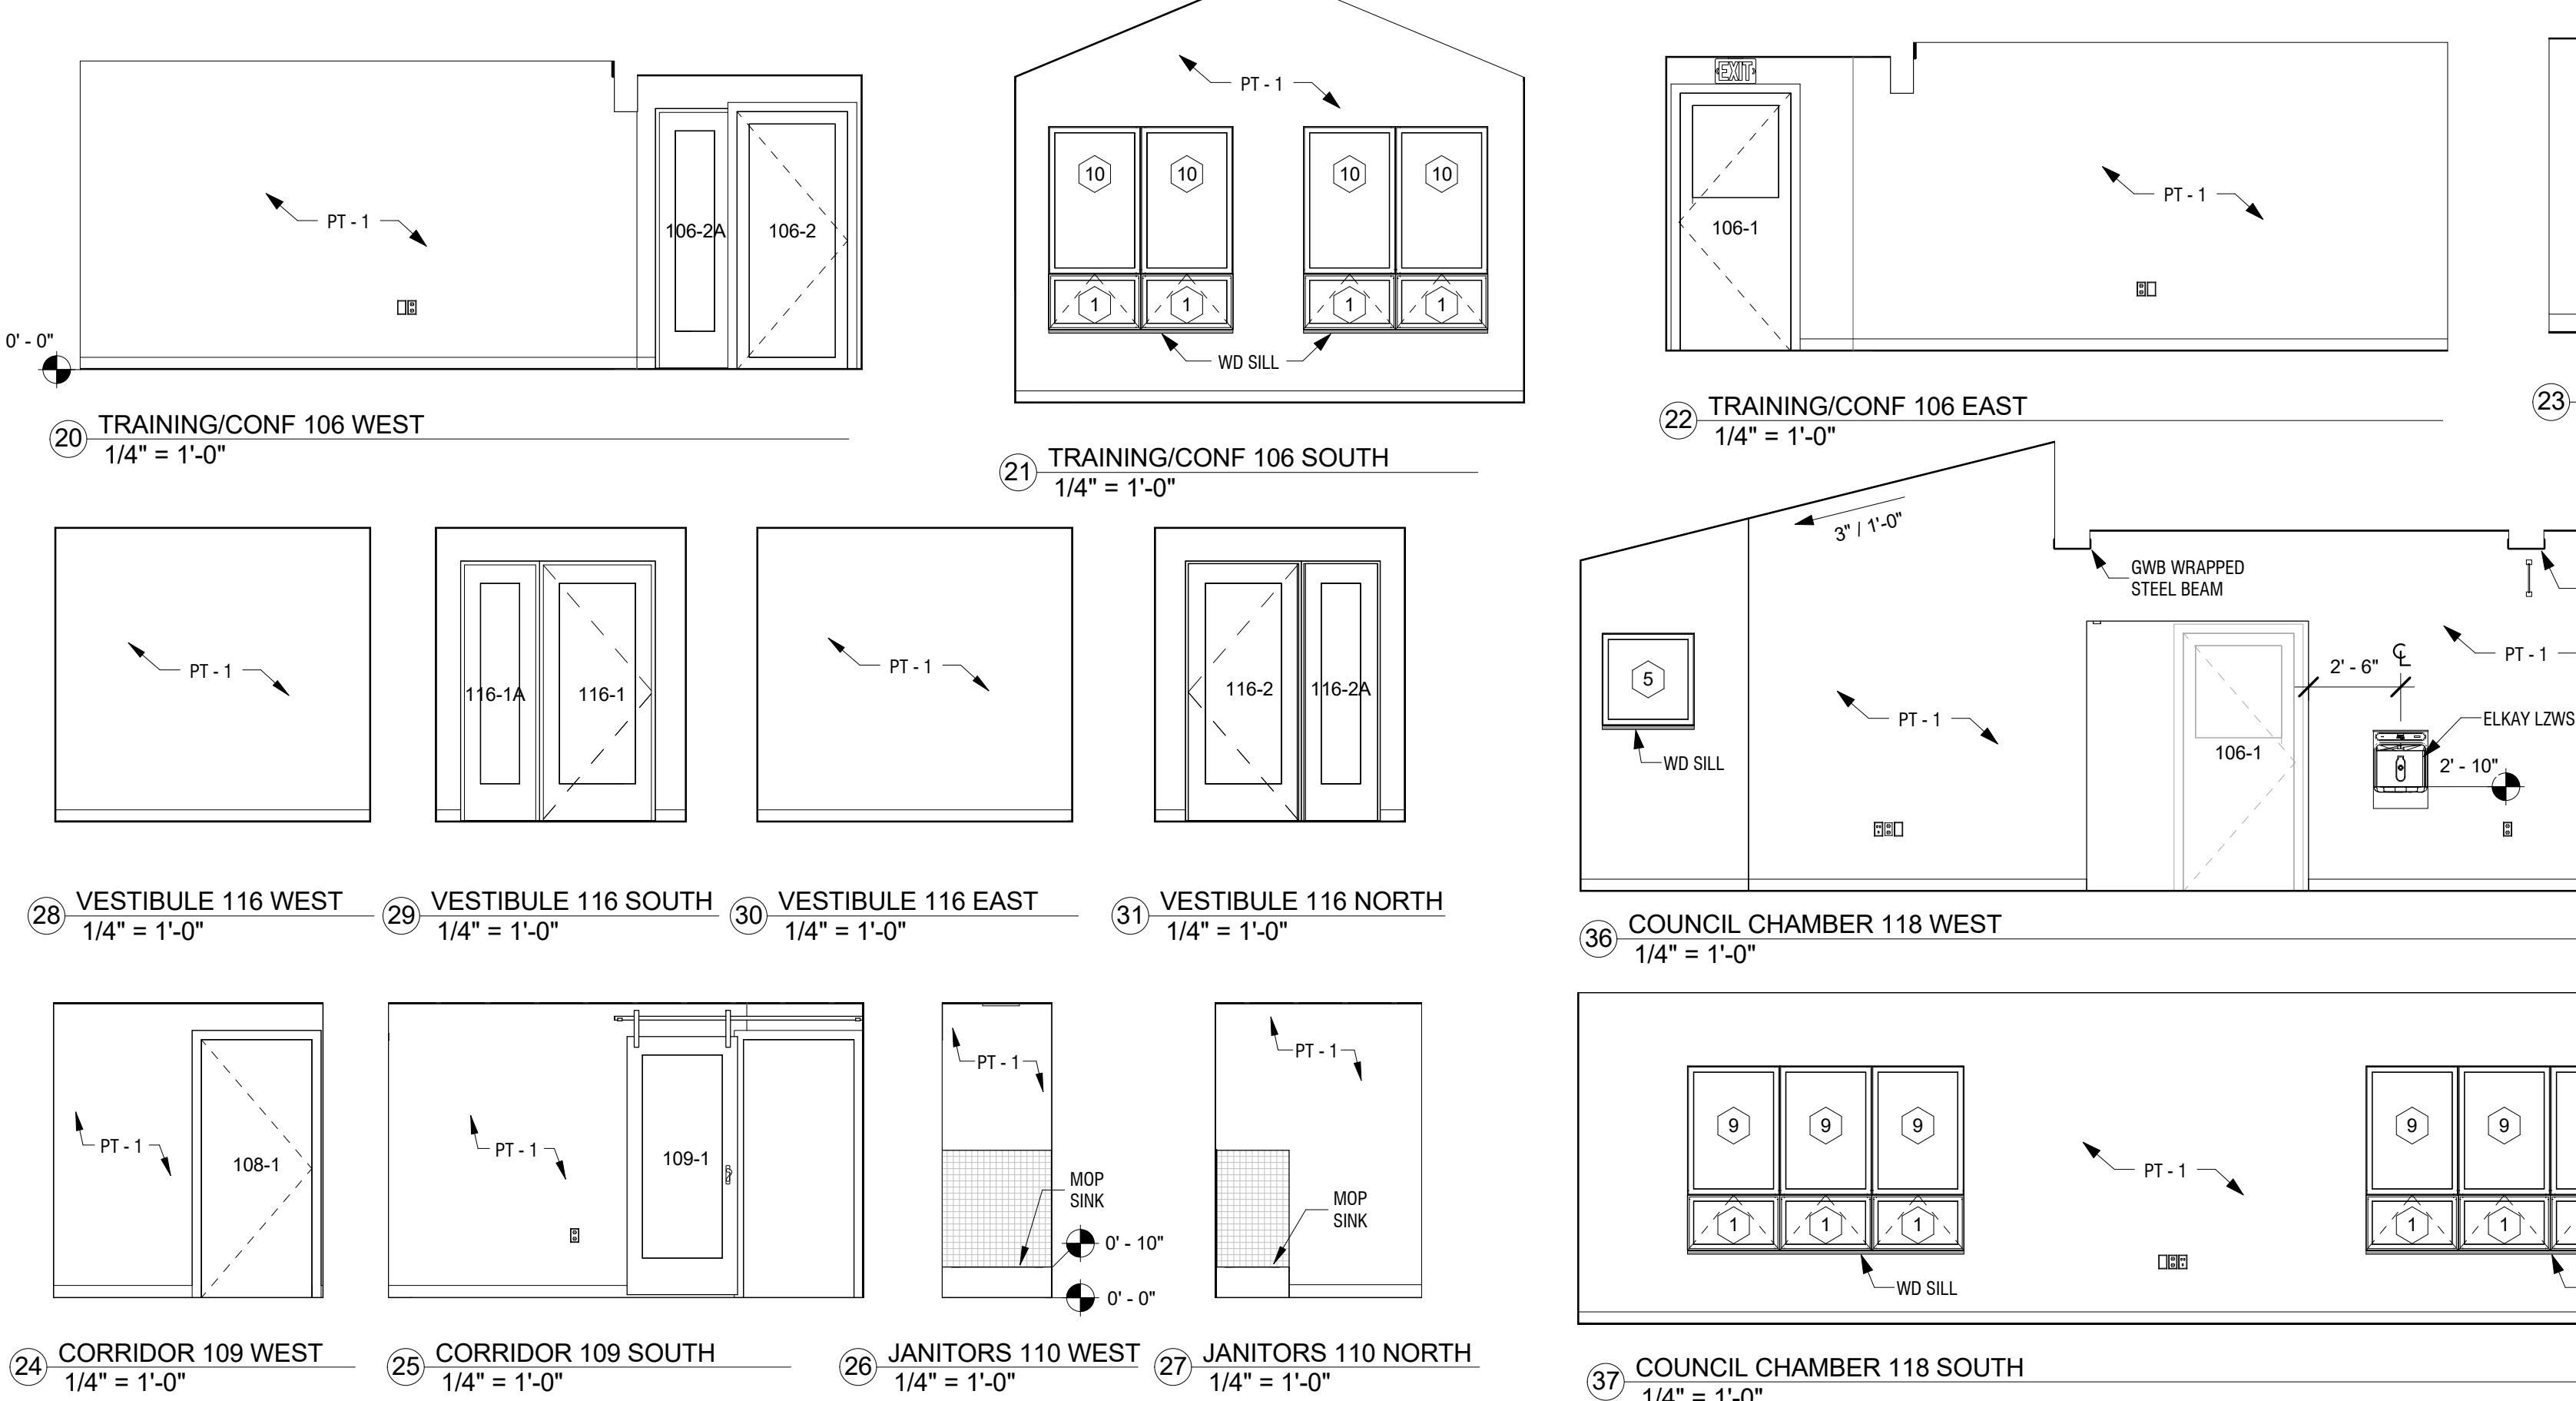 PT - 1
106-2A
106-2
0' - 0"
20
TRAINING/CONF 106 WEST
1/4" = 1'-0"
PT - 1
10
10
10
10
1
1
1
1
WD SILL
21
TRAINING/CONF 106 SOUTH
1/4" = 1'-0"
EXIT
PT - 1
106-1
22
TRAINING/CONF 106 EAST
1/4" = 1'-0"
23
PT - 1
28
VESTIBULE 116 WEST
1/4" = 1'-0"
116-1A
116-1
29
VESTIBULE 116 SOUTH
1/4" = 1'-0"
PT - 1
30
VESTIBULE 116 EAST
1/4" = 1'-0"
116-2
116-2A
31
VESTIBULE 116 NORTH
1/4" = 1'-0"
3" / 1'-0"
GWB WRAPPED
STEEL BEAM
5
WD SILL
PT - 1
106-1
2' - 6"
CL
PT - 1
ELKAY LZWS
2' - 10"
36
COUNCIL CHAMBER 118 WEST
1/4" = 1'-0"
PT - 1
108-1
24
CORRIDOR 109 WEST
1/4" = 1'-0"
PT - 1
109-1
25
CORRIDOR 109 SOUTH
1/4" = 1'-0"
PT - 1
MOP
SINK
0' - 10"
0' - 0"
26
JANITORS 110 WEST
1/4" = 1'-0"
PT - 1
MOP
SINK
27
JANITORS 110 NORTH
1/4" = 1'-0"
9
9
9
1
1
1
WD SILL
PT - 1
9
9
1
1
37
COUNCIL CHAMBER 118 SOUTH
1/4" = 1'-0"